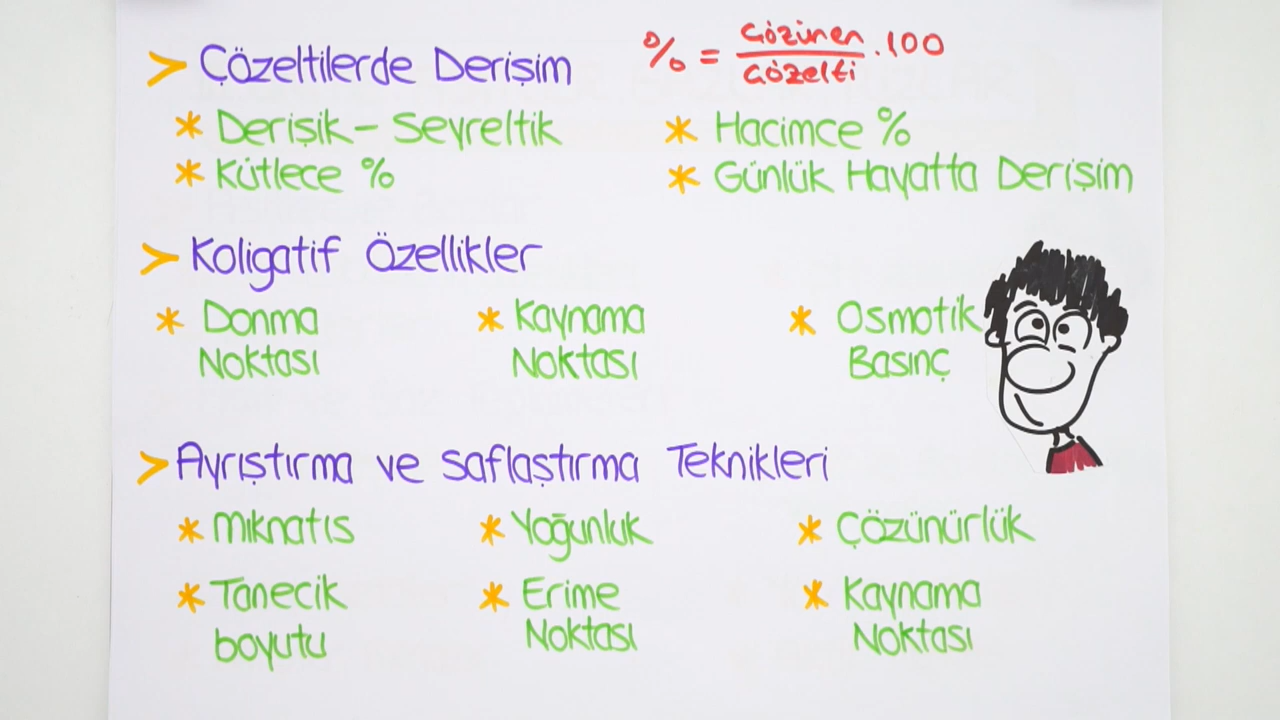 > Çözeltilerde Derişim
% = çözünen / çözelti .100
* Derişik - Seyreltik
* Hacimce %
* Kütlece %
* Günlük Hayatta Derişim
> Koligatif Özellikler
* Donma Noktası
* Kaynama Noktası
* Osmotik Basınç
> Ayrıştırma ve Saflaştırma Teknikleri
* Mıknatıs
* Yoğunluk
* Çözünürlük
* Tanecik boyutu
* Erime Noktası
* Kaynama Noktası